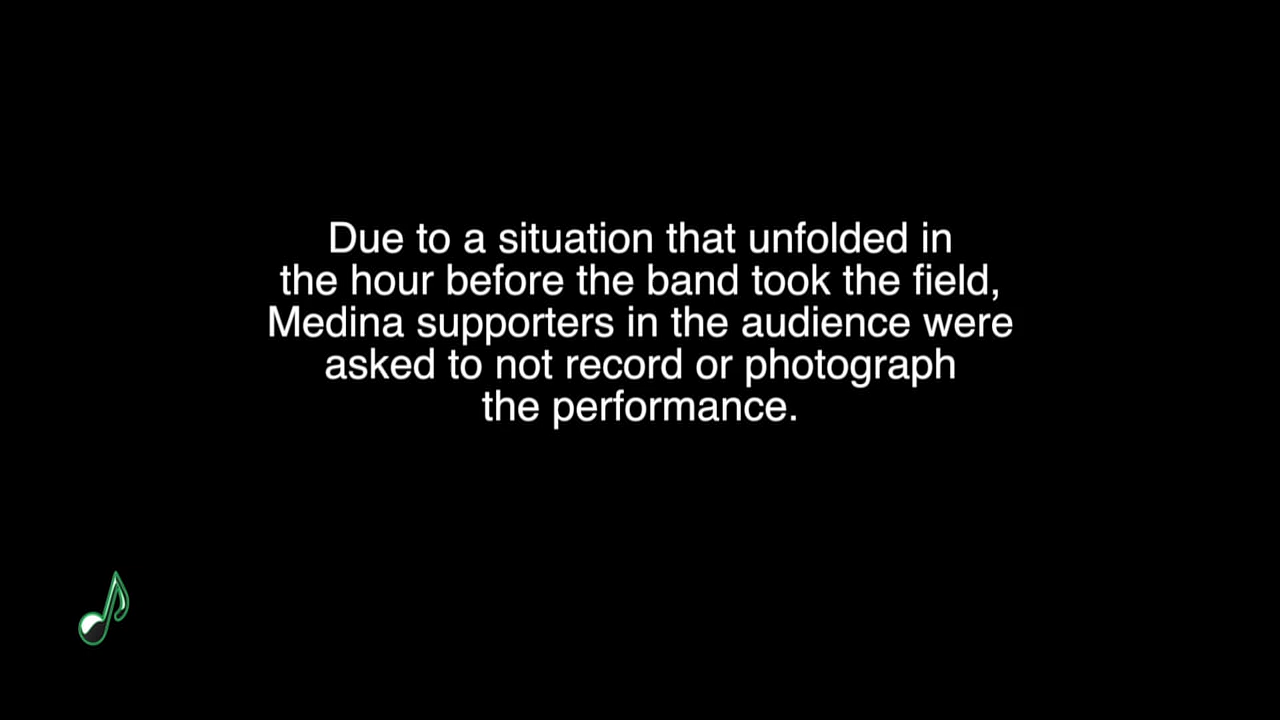 Due to a situation that unfolded in
the hour before the band took the field,
Medina supporters in the audience were
asked to not record or photograph
the performance.